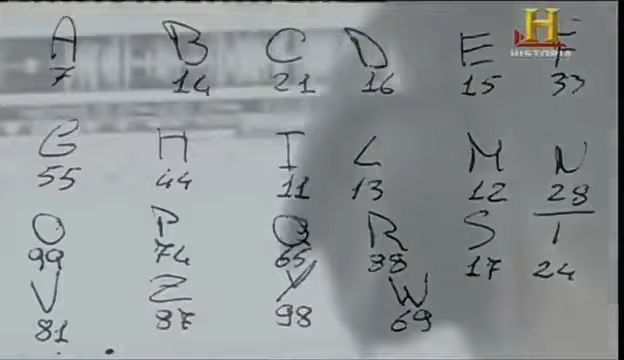 A B C D E F
7 14 21 16 15 33
G H I L M N
55 44 11 13 12 28
O P Q R S T
99 74 65 88 17 24
V Z Y W
81 87 98 69
H
HISTORIA